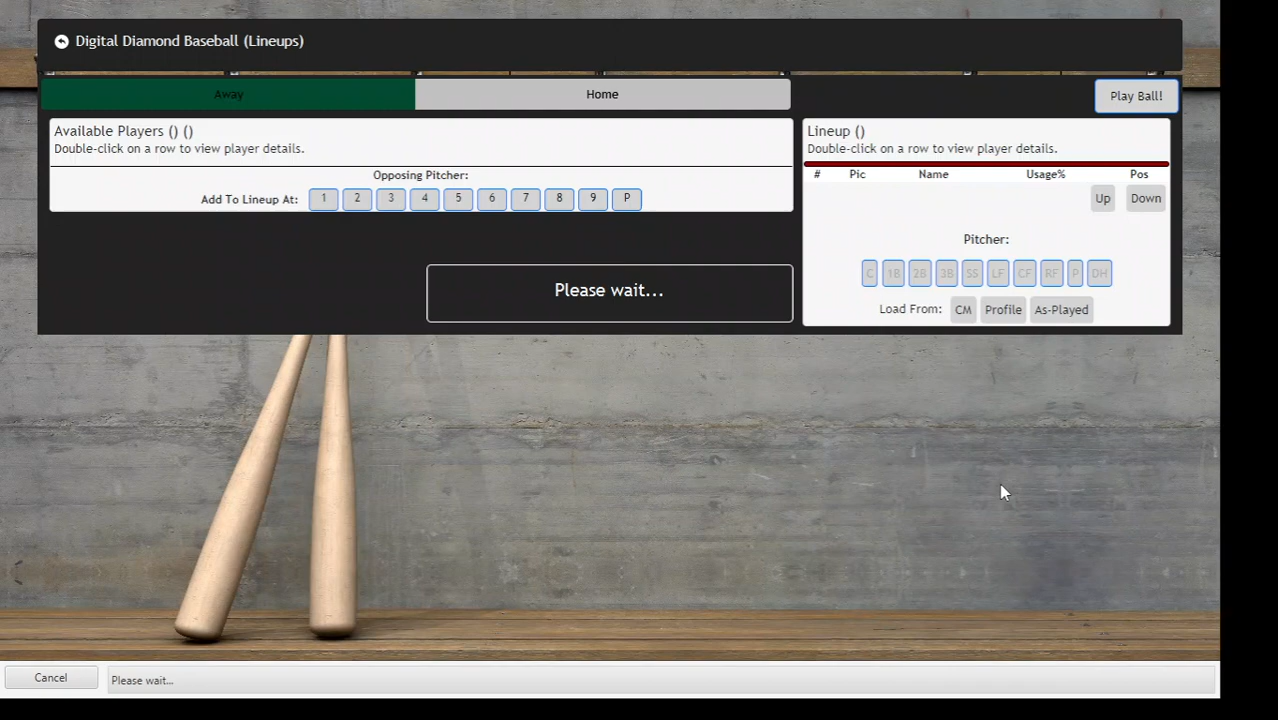 Digital Diamond Baseball (Lineups)
Away
Home
Play Ball!
Available Players () ()
Double-click on a row to view player details.
Opposing Pitcher:
Add To Lineup At: 1 2 3 4 5 6 7 8 9 P
Lineup ()
Double-click on a row to view player details.
# Pic Name Usage% Pos
Up Down
Pitcher:
C 1B 2B 3B SS LF CF RF P DH
Load From: CM Profile As-Played
Please wait...
Cancel
Please wait...